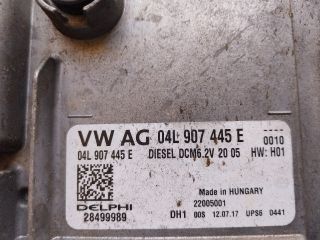 VW AG 04L 907 445 E
0010
04L 907 445 E DIESEL DCM6.2V 20 05 HW: H01
Made in HUNGARY
22005001
DELPHI
28499989
DH1 00S 12.07.17 UPS6 0441